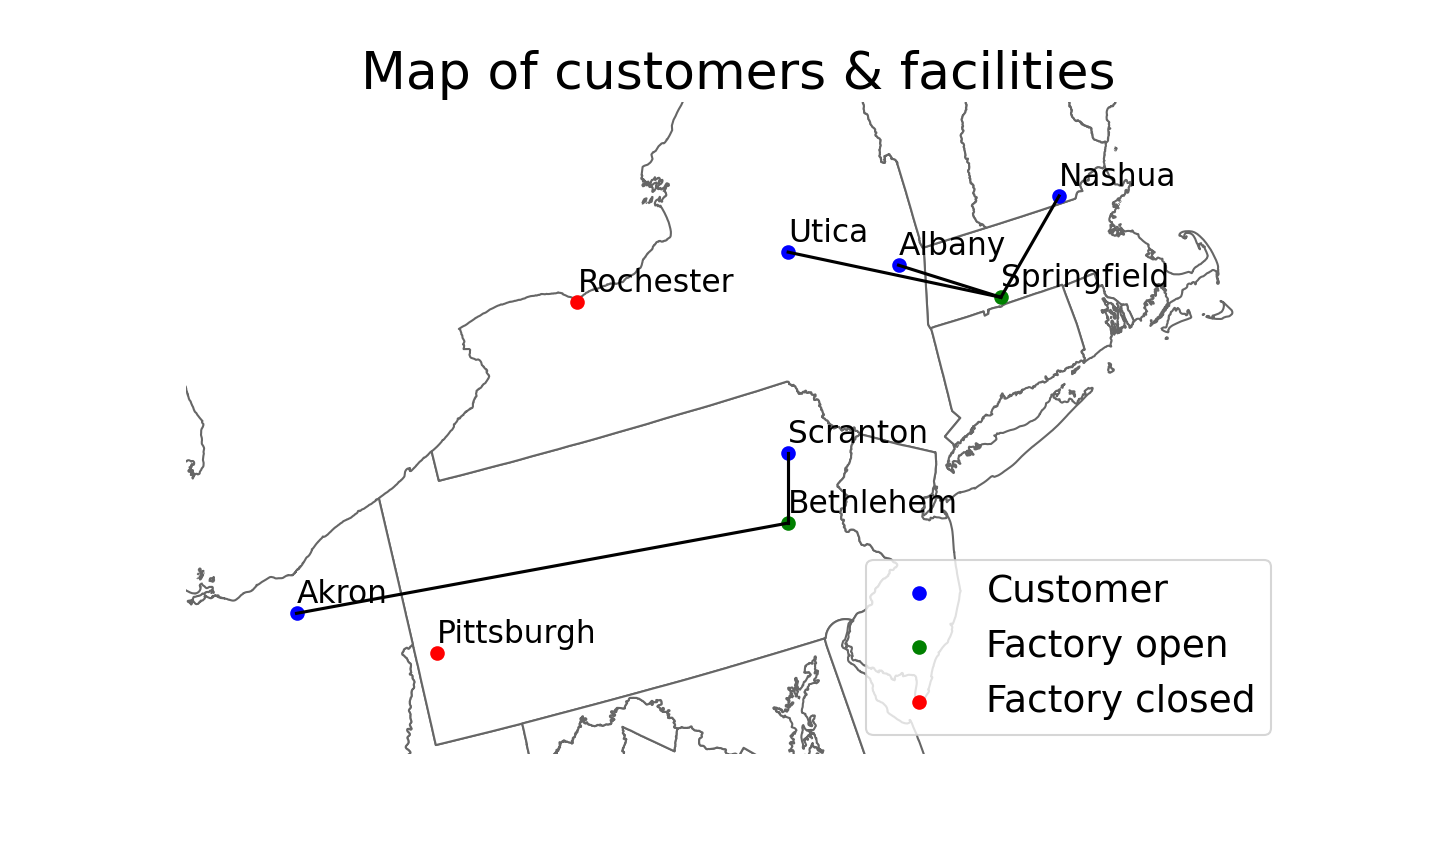 Map of customers & facilities
Nashua
Utica
Albany
Springfield
Rochester
Scranton
Bethlehem
Akron
Pittsburgh
Customer
Factory open
Factory closed